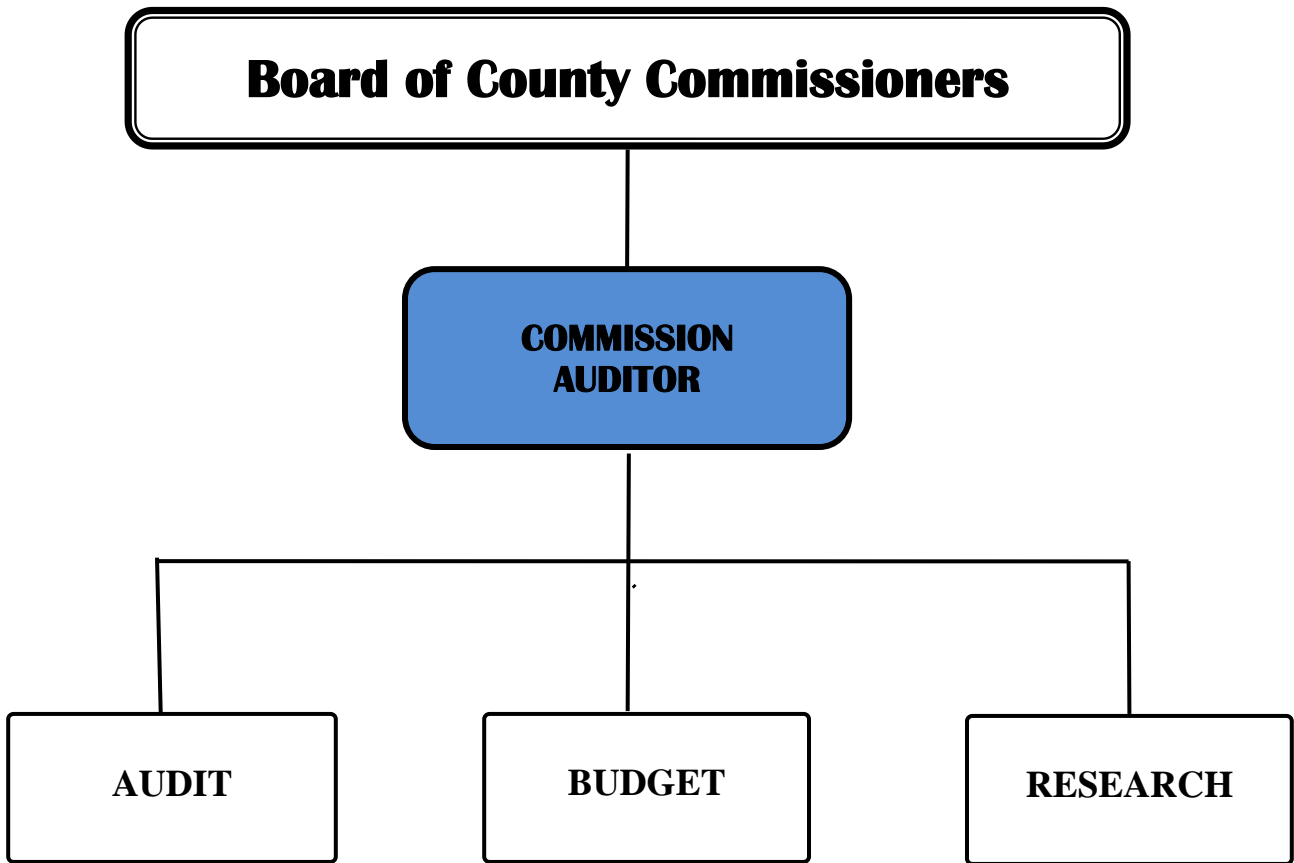 Board of County Commissioners
COMMISSION
AUDITOR
AUDIT
BUDGET
RESEARCH